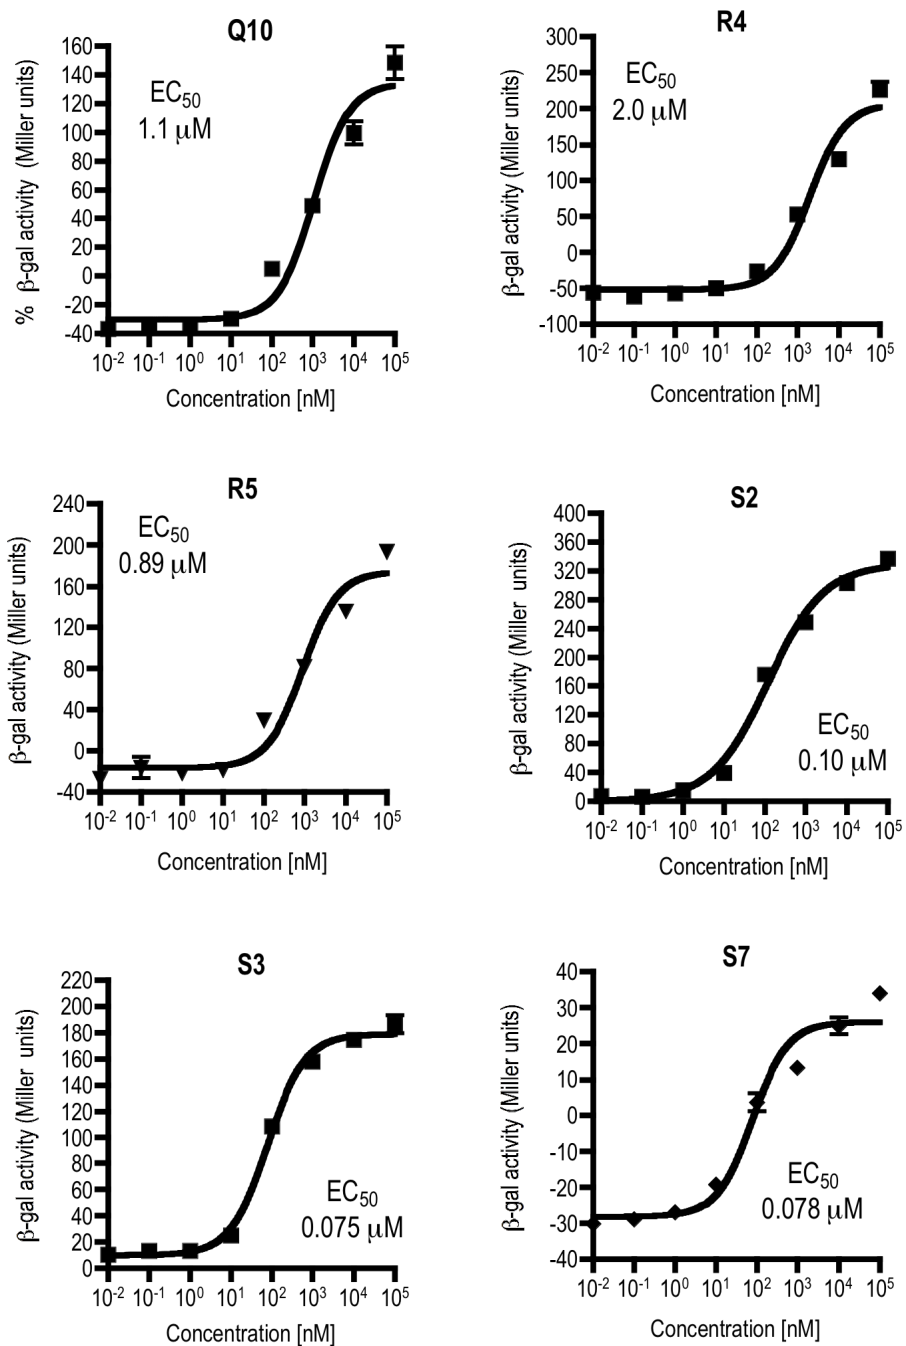 Q10
% β-gal activity (Miller units)
160
140
120
100
80
60
40
20
0
-20
-40
EC₅₀
1.1 μM
10⁻² 10⁻¹ 10⁰ 10¹ 10² 10³ 10⁴ 10⁵
Concentration [nM]
R4
β-gal activity (Miller units)
300
250
200
150
100
50
0
-50
-100
EC₅₀
2.0 μM
10⁻² 10⁻¹ 10⁰ 10¹ 10² 10³ 10⁴ 10⁵
Concentration [nM]
R5
β-gal activity (Miller units)
240
200
160
120
80
40
0
-40
EC₅₀
0.89 μM
10⁻² 10⁻¹ 10⁰ 10¹ 10² 10³ 10⁴ 10⁵
Concentration [nM]
S2
β-gal activity (Miller units)
400
360
320
280
240
200
160
120
80
40
0
EC₅₀
0.10 μM
10⁻² 10⁻¹ 10⁰ 10¹ 10² 10³ 10⁴ 10⁵
Concentration [nM]
S3
β-gal activity (Miller units)
220
200
180
160
140
120
100
80
60
40
20
0
EC₅₀
0.075 μM
10⁻² 10⁻¹ 10⁰ 10¹ 10² 10³ 10⁴ 10⁵
Concentration [nM]
S7
β-gal activity (Miller units)
40
30
20
10
0
-10
-20
-30
-40
EC₅₀
0.078 μM
10⁻² 10⁻¹ 10⁰ 10¹ 10² 10³ 10⁴ 10⁵
Concentration [nM]